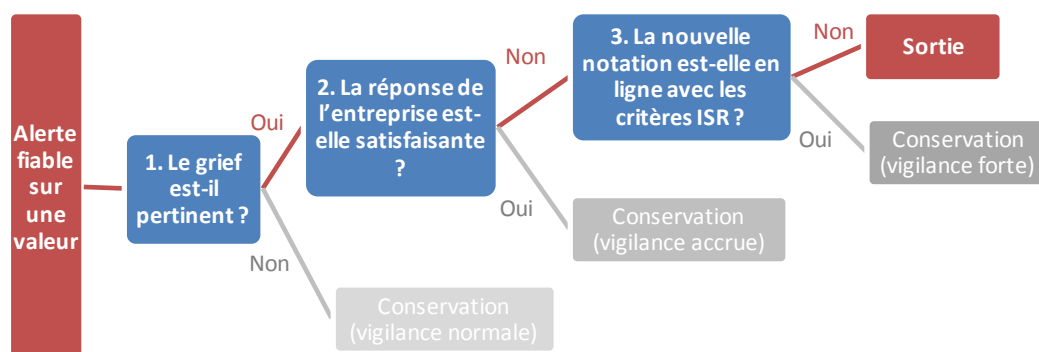 Alerte
fiable
sur
une
valeur
1. Le grief
est-il
pertinent ?
Oui
Non
2. La réponse de
l’entreprise est-
elle satisfaisante
?
Non
Oui
Conservation
(vigilance normale)
3. La nouvelle
notation est-elle en
ligne avec les
critères ISR ?
Non
Oui
Conservation
(vigilance accrue)
Sortie
Conservation
(vigilance forte)